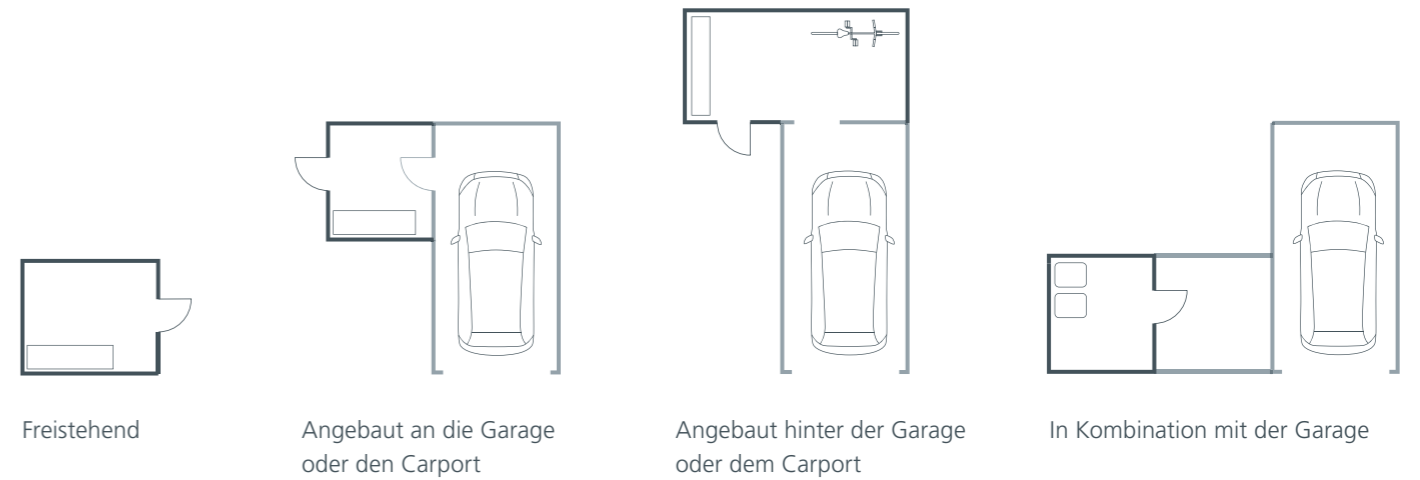 Freistehend
Angebaut an die Garage
oder den Carport
Angebaut hinter der Garage
oder dem Carport
In Kombination mit der Garage